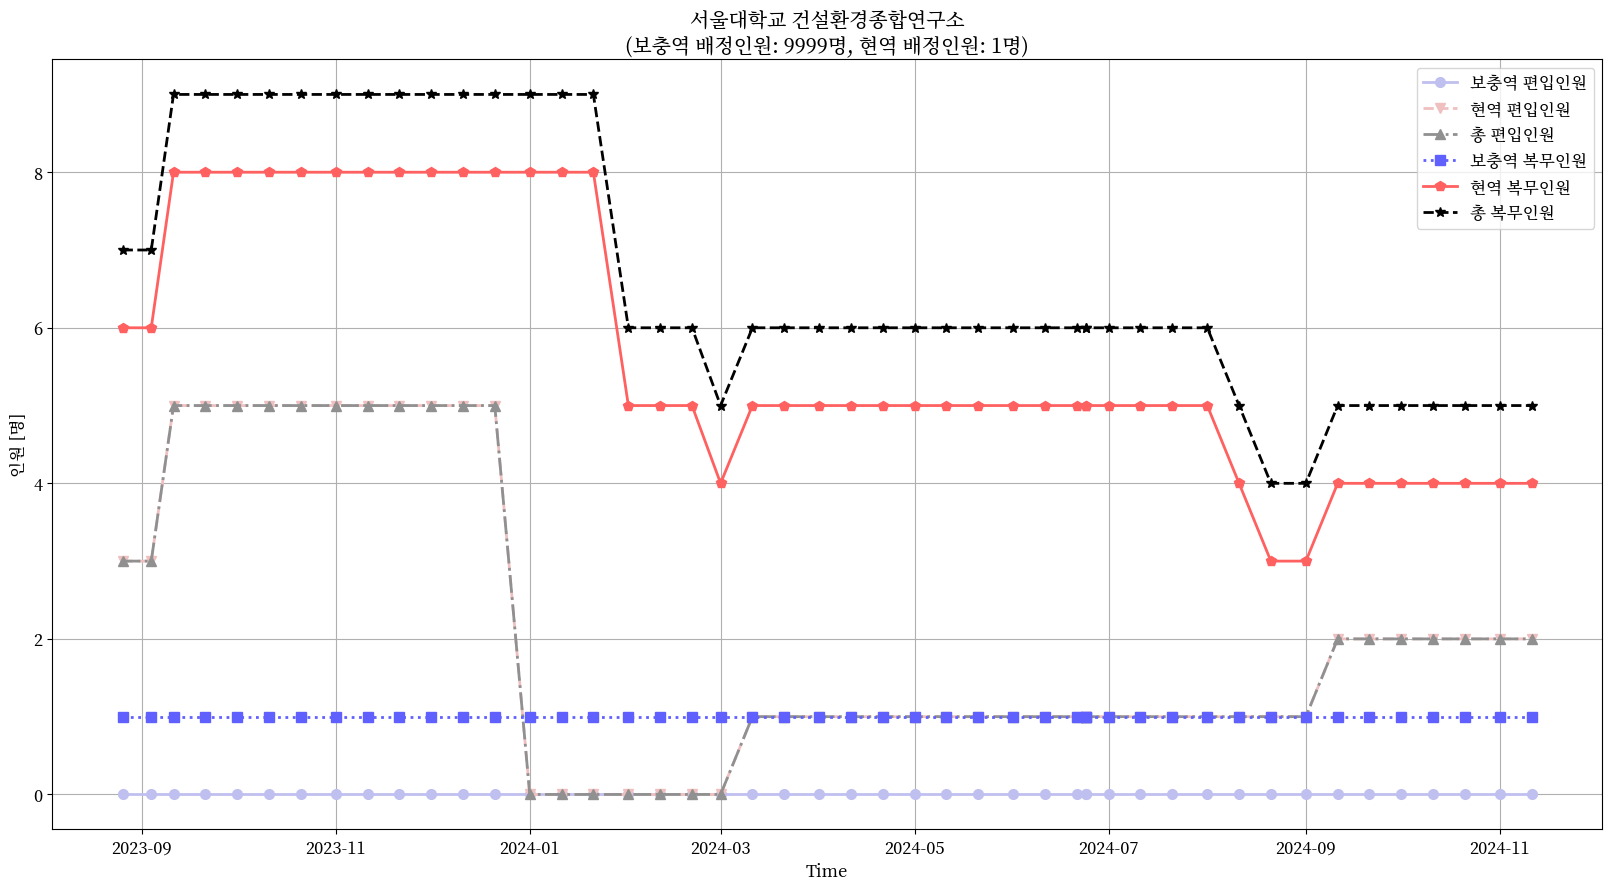 서울대학교 건설환경종합연구소
(보충역 배정인원: 9999명, 현역 배정인원: 1명)
보충역 편입인원
현역 편입인원
총 편입인원
보충역 복무인원
현역 복무인원
총 복무인원
인원 [명]
8
6
4
2
0
2023-09
2023-11
2024-01
2024-03
2024-05
2024-07
2024-09
2024-11
Time